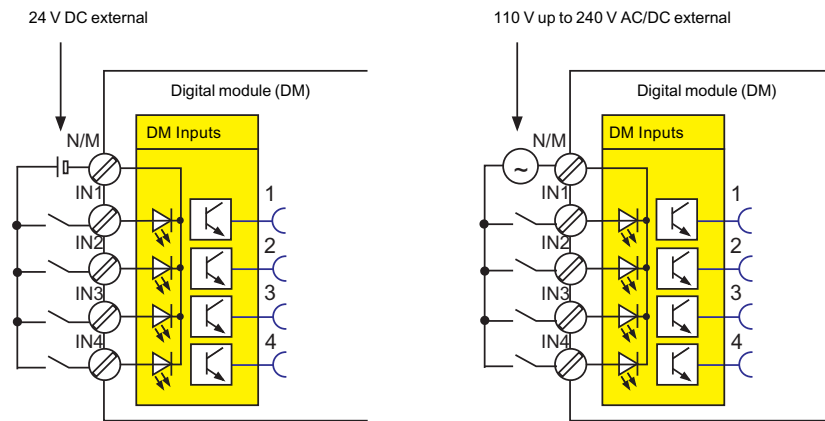 24 V DC external
Digital module (DM)
DM Inputs
N/M
IN1
IN2
IN3
IN4
1
2
3
4
110 V up to 240 V AC/DC external
Digital module (DM)
DM Inputs
N/M
~
IN1
IN2
IN3
IN4
1
2
3
4